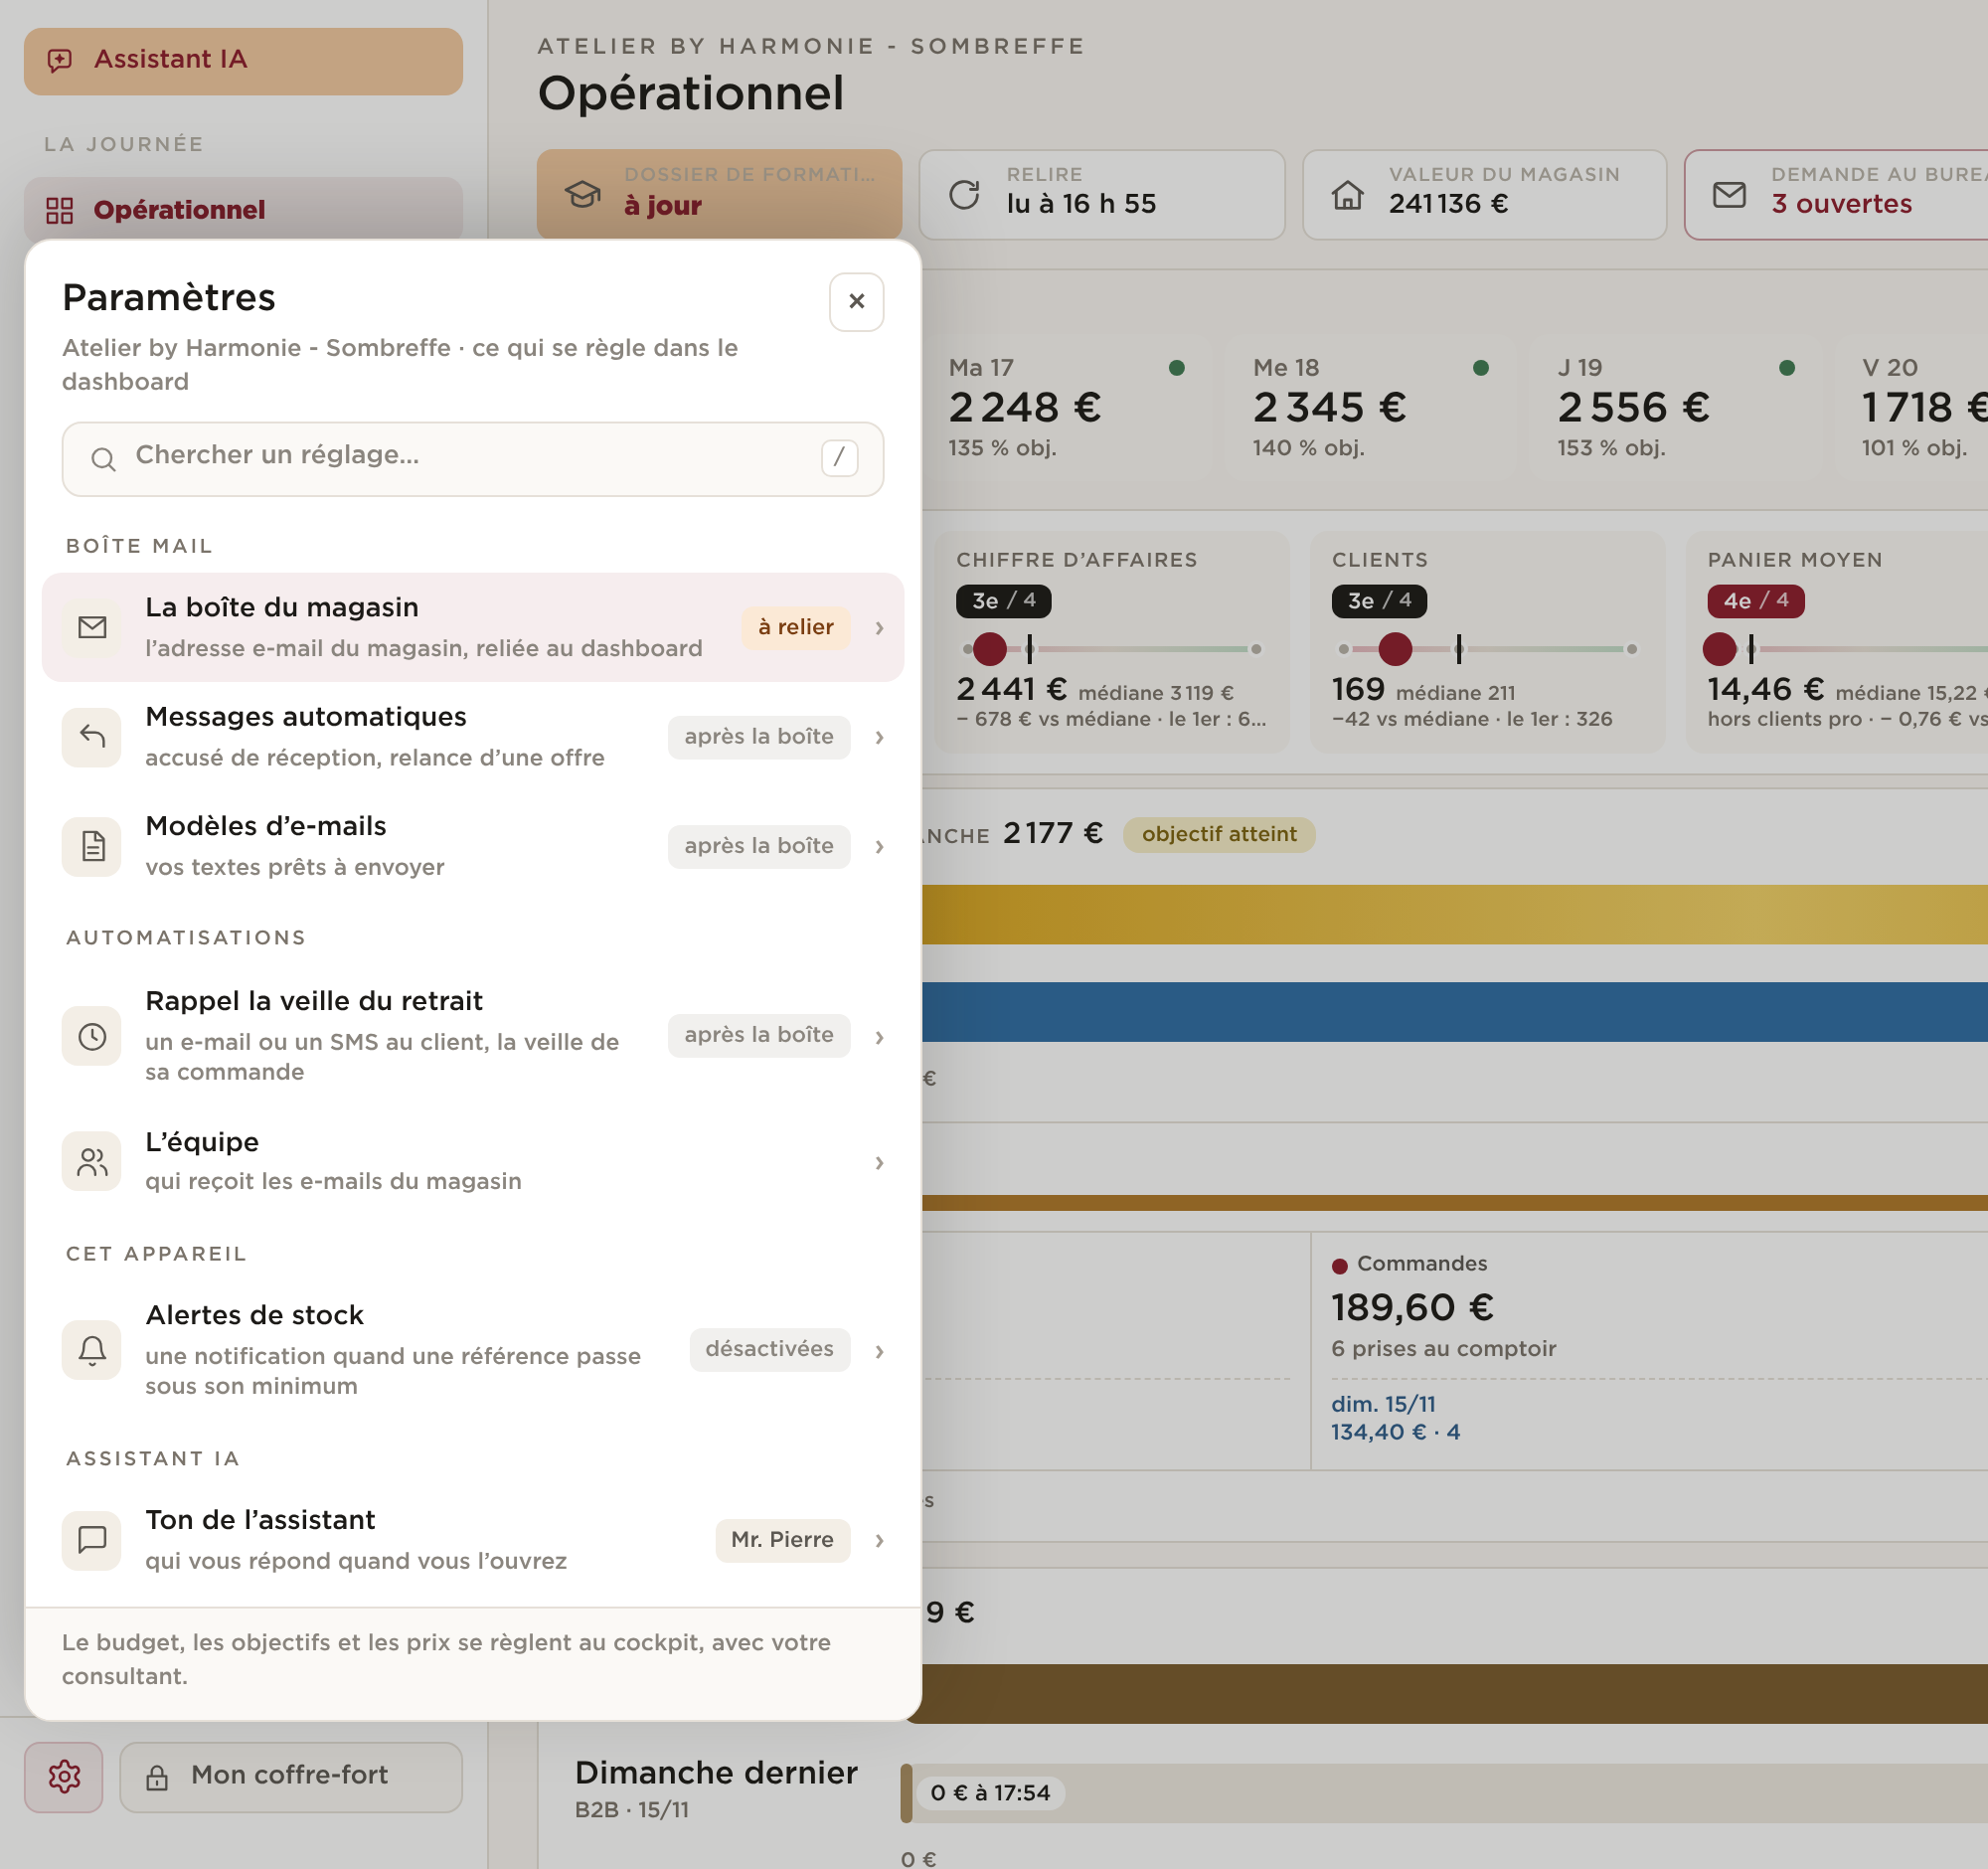 Assistant IA
LA JOURNÉE
Opérationnel
ATELIER BY HARMONIE - SOMBREFFE
Opérationnel
DOSSIER DE FORMATI...
à jour
RELIRE
lu à 16 h 55
VALEUR DU MAGASIN
241 136 €
DEMANDE AU BUREA
3 ouvertes
Paramètres
×
Atelier by Harmonie - Sombreffe · ce qui se règle dans le
dashboard
Chercher un réglage...
/
BOÎTE MAIL
La boîte du magasin
l’adresse e-mail du magasin, reliée au dashboard
à relier
Messages automatiques
accusé de réception, relance d’une offre
après la boîte
Modèles d’e-mails
vos textes prêts à envoyer
après la boîte
AUTOMATISATIONS
Rappel la veille du retrait
un e-mail ou un SMS au client, la veille de
sa commande
après la boîte
L’équipe
qui reçoit les e-mails du magasin
CET APPAREIL
Alertes de stock
une notification quand une référence passe
sous son minimum
désactivées
ASSISTANT IA
Ton de l’assistant
qui vous répond quand vous l’ouvrez
Mr. Pierre
Le budget, les objectifs et les prix se règlent au cockpit, avec votre
consultant.
Mon coffre-fort
Ma 17
2 248 €
135 % obj.
Me 18
2 345 €
140 % obj.
J 19
2 556 €
153 % obj.
V 20
1 718 €
101 % obj.
CHIFFRE D’AFFAIRES
3e / 4
2 441 € médiane 3 119 €
− 678 € vs médiane · le 1er : 6...
CLIENTS
3e / 4
169 médiane 211
−42 vs médiane · le 1er : 326
PANIER MOYEN
4e / 4
14,46 € médiane 15,22 €
hors clients pro · − 0,76 € vs
ANCHE 2 177 € objectif atteint
€
Commandes
189,60 €
6 prises au comptoir
dim. 15/11
134,40 € · 4
s
9 €
Dimanche dernier
B2B · 15/11
0 € à 17:54
0 €